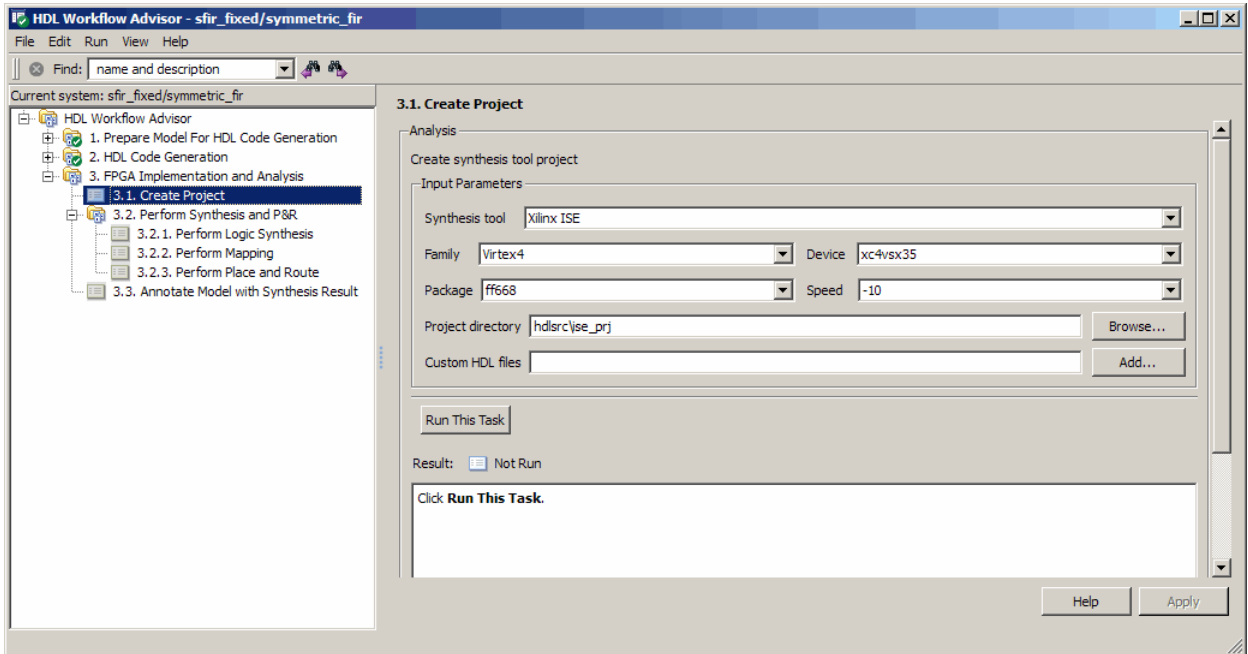 HDL Workflow Advisor - sfir_fixed/symmetric_fir
File Edit Run View Help
Find: name and description
Current system: sfir_fixed/symmetric_fir
HDL Workflow Advisor
1. Prepare Model For HDL Code Generation
2. HDL Code Generation
3. FPGA Implementation and Analysis
3.1. Create Project
3.2. Perform Synthesis and P&R
3.2.1. Perform Logic Synthesis
3.2.2. Perform Mapping
3.2.3. Perform Place and Route
3.3. Annotate Model with Synthesis Result
3.1. Create Project
Analysis
Create synthesis tool project
Input Parameters
Synthesis tool Xilinx ISE
Family Virtex4 Device xc4vsx35
Package ff668 Speed -10
Project directory hdlsrc\ise_prj Browse...
Custom HDL files Add...
Run This Task
Result: Not Run
Click Run This Task.
Help Apply